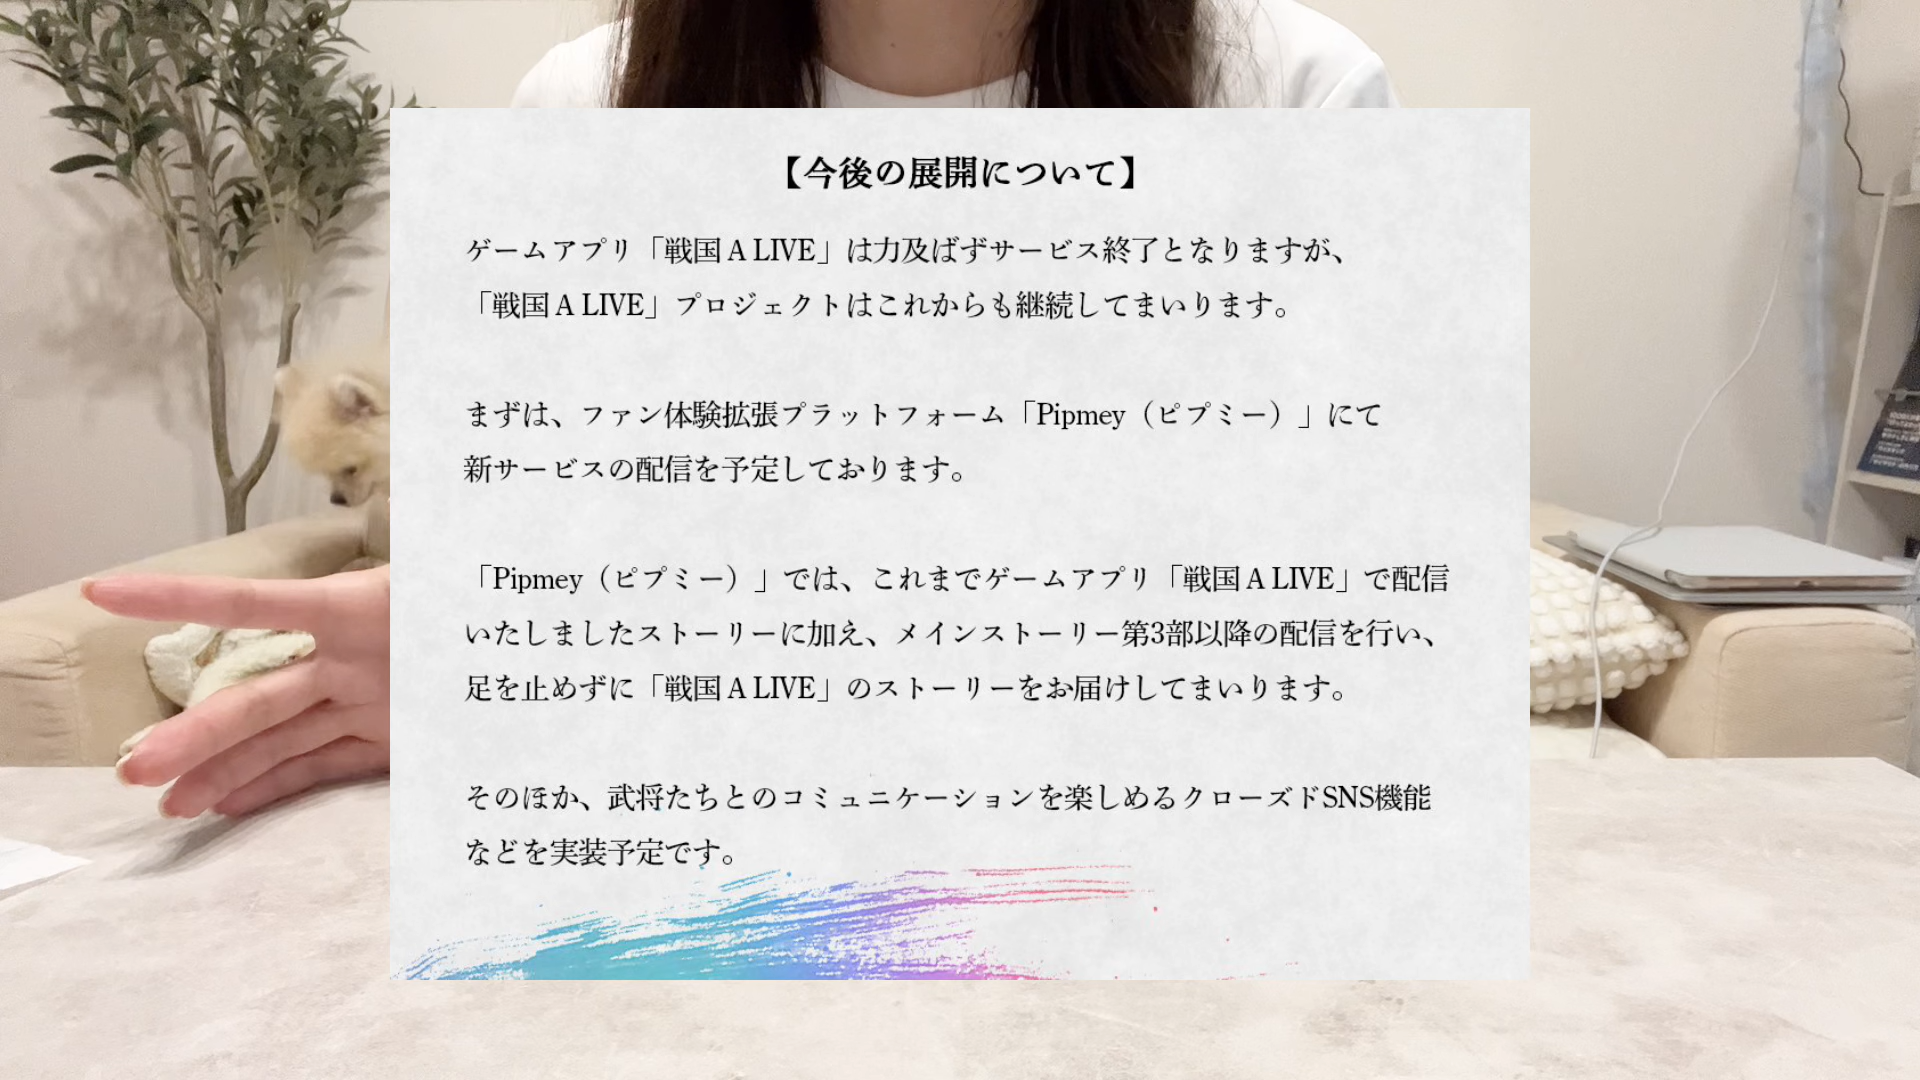 【今後の展開について】
ゲームアプリ「戦国A LIVE」は力及ばずサービス終了となりますが、
「戦国A LIVE」プロジェクトはこれからも継続してまいります。
まずは、ファン体験拡張プラットフォーム「Pipmey（ピプミー）」にて
新サービスの配信を予定しております。
「Pipmey（ピプミー）」では、これまでゲームアプリ「戦国A LIVE」で配信
いたしましたストーリーに加え、メインストーリー第3部以降の配信を行い、
足を止めずに「戦国A LIVE」のストーリーをお届けしてまいります。
そのほか、武将たちとのコミュニケーションを楽しめるクローズドSNS機能
などを実装予定です。